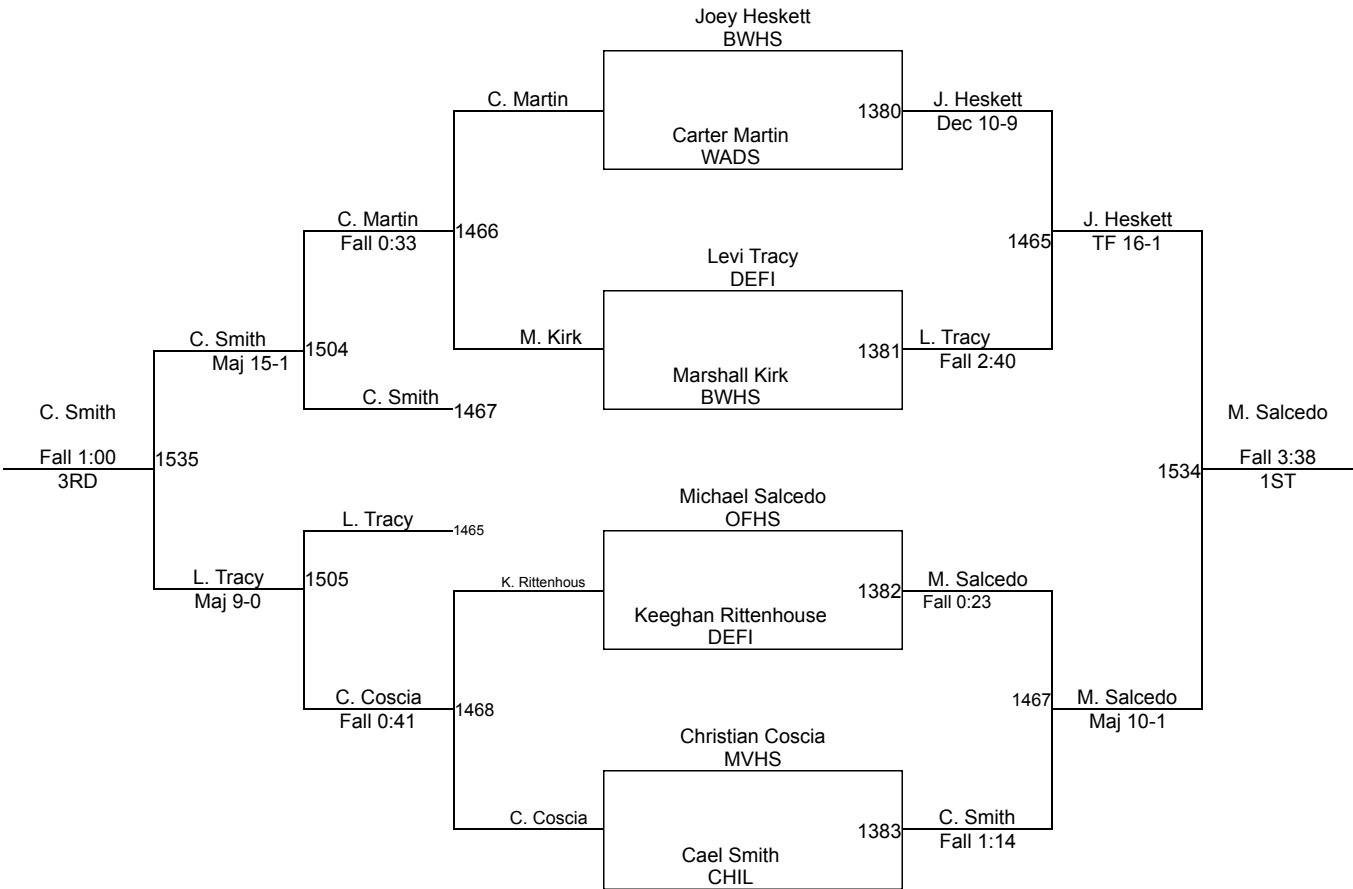 Joey Heskett
BWHS
C. Martin
1380
J. Heskett
Dec 10-9
Carter Martin
WADS
C. Martin
Fall 0:33
1466
1465
J. Heskett
TF 16-1
Levi Tracy
DEFI
C. Smith
Maj 15-1
1504
M. Kirk
1381
L. Tracy
Fall 2:40
Marshall Kirk
BWHS
C. Smith
1467
C. Smith
Fall 1:00
3RD
1535
M. Salcedo
Fall 3:38
1ST
1534
Michael Salcedo
OFHS
L. Tracy
1465
L. Tracy
Maj 9-0
1505
K. Rittenhous
1382
M. Salcedo
Fall 0:23
Keeghan Rittenhouse
DEFI
C. Coscia
Fall 0:41
1468
1467
M. Salcedo
Maj 10-1
Christian Coscia
MVHS
C. Coscia
1383
C. Smith
Fall 1:14
Cael Smith
CHIL